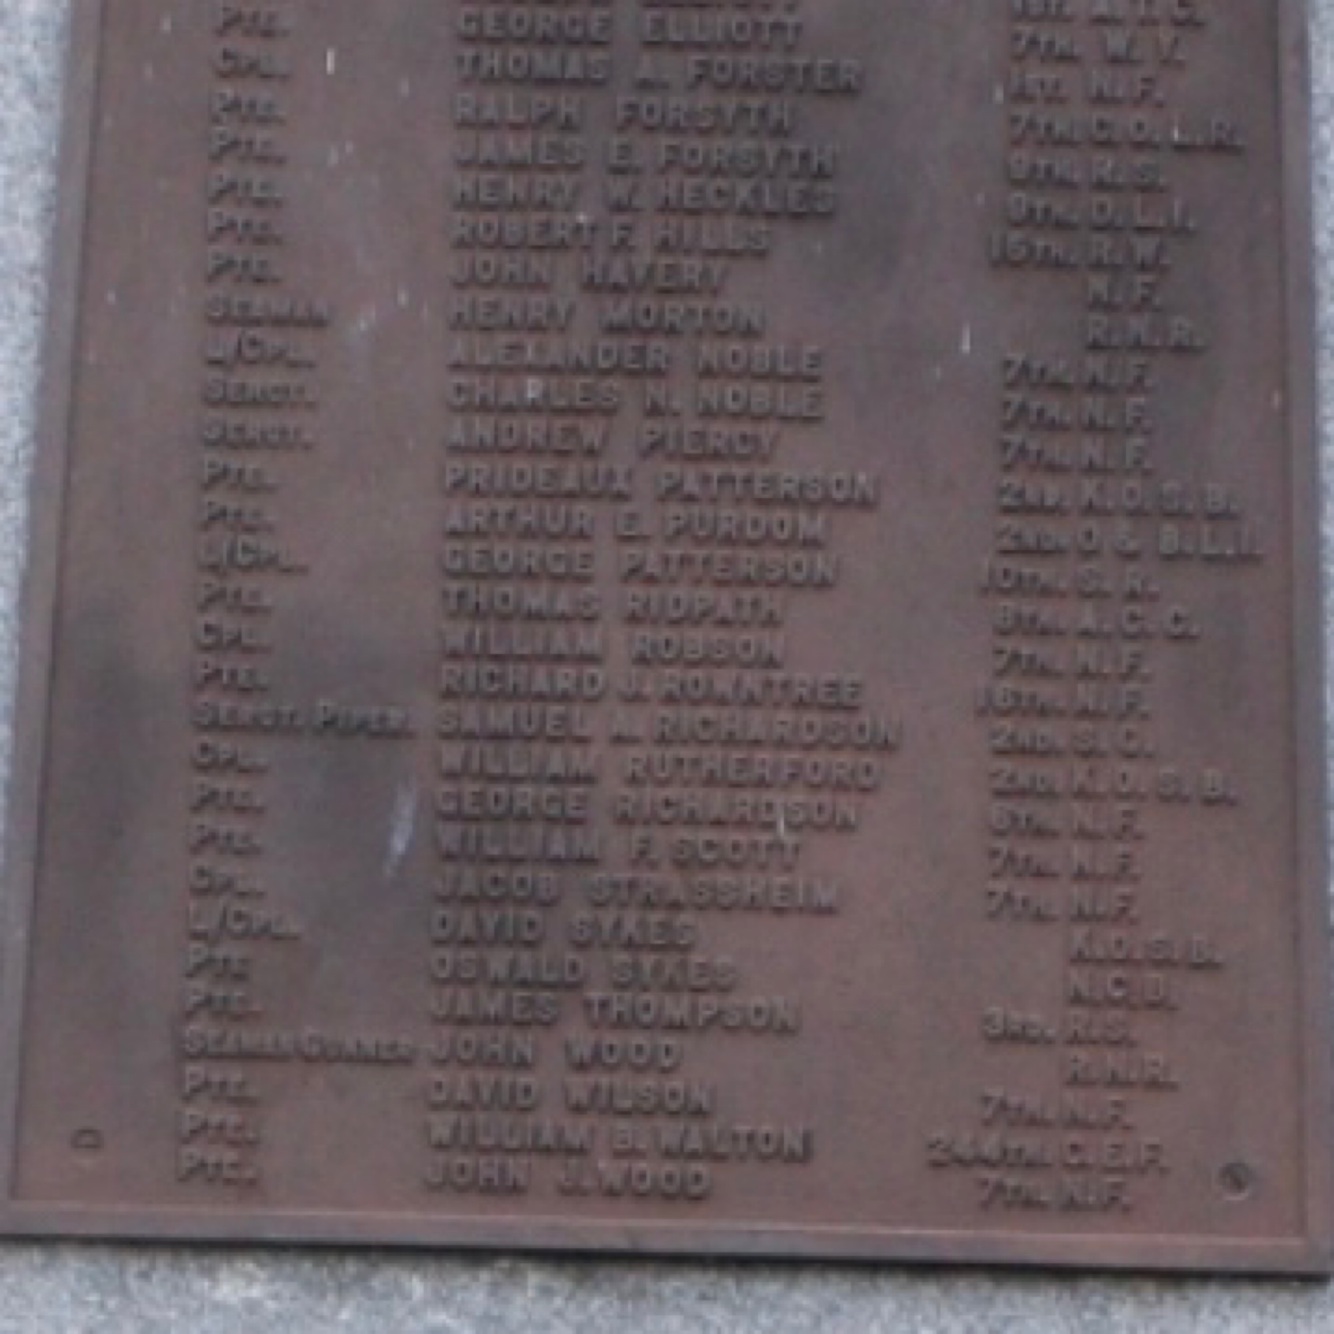 PTE. GEORGE ELLIOTT 7TH. W. Y.
CPL. THOMAS A. FORSTER 1ST. N. F.
PTE. RALPH FORSYTH 7TH. C. O. L. R.
PTE. JAMES E. FORSYTH 9TH. R. S.
PTE. HENRY W. HECKLES 9TH. D. L. I.
PTE. ROBERT F. HILLS 16TH. R. W.
PTE. JOHN HAVERY N. F.
SEAMAN HENRY MORTON R. N. R.
L/CPL. ALEXANDER NOBLE 7TH. N. F.
SERGT. CHARLES N. NOBLE 7TH. N. F.
SERGT. ANDREW PIERCY 7TH. N. F.
PTE. PRIDEAUX PATTERSON 2ND. K. O. S. B.
PTE. ARTHUR E. PURDOM 2ND. O & B. L. I.
L/CPL. GEORGE PATTERSON 10TH. S. R.
PTE. THOMAS RIDPATH 8TH. A. C. C.
CPL. WILLIAM ROBSON 7TH. N. F.
PTE. RICHARD J. ROWNTREE 16TH. N. F.
SERGT. PIPER. SAMUEL A. RICHARDSON 2ND. S. C.
CPL. WILLIAM RUTHERFORD 2ND. K. O. S. B.
PTE. GEORGE RICHARDSON N. F.
PTE. WILLIAM F. SCOTT 7TH. N. F.
CPL. JACOB STRASSHEIM 7TH. N. F.
L/CPL. DAVID SYKES K. O. S. B.
PTE OSWALD SYKES N. C. D.
PTE. JAMES THOMPSON 3RD. R. S.
SEAMAN GUNNER JOHN WOOD R. N. R.
PTE. DAVID WILSON 7TH. N. F.
PTE. WILLIAM B. WALTON 244TH. C. E. F.
PTE. JOHN J. WOOD 7TH. N. F.